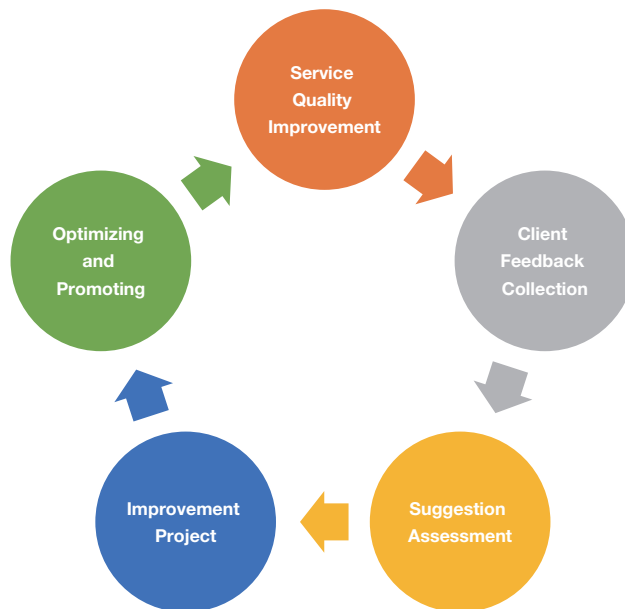 Service
Quality
Improvement
Client
Feedback
Collection
Suggestion
Assessment
Improvement
Project
Optimizing
and
Promoting